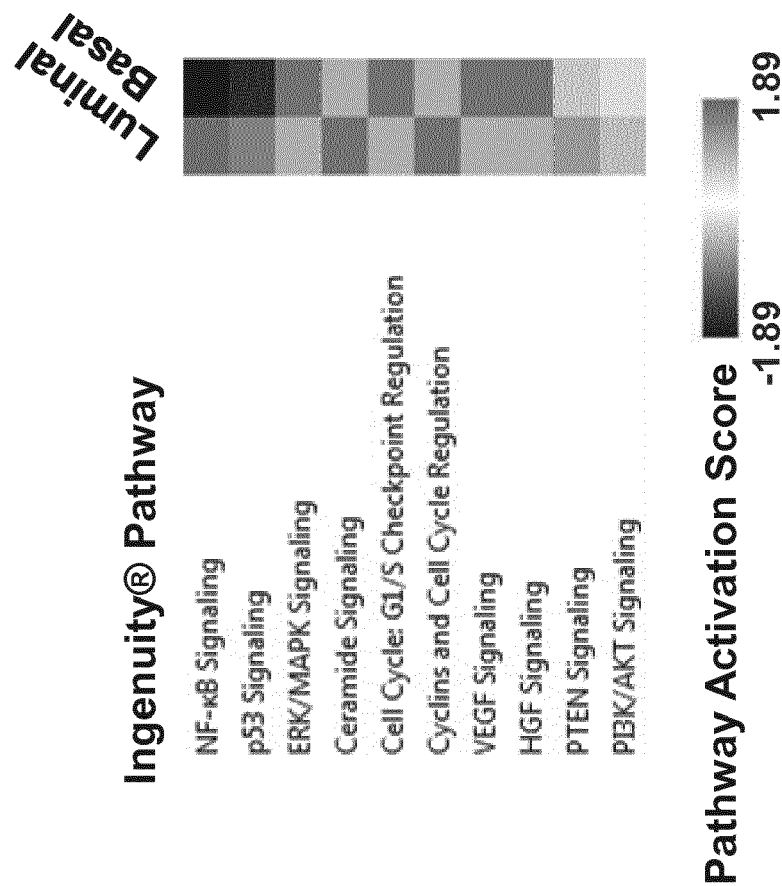 Luminal
Basal
Ingenuity® Pathway
NF-κB Signaling
p53 Signaling
ERK/MAPK Signaling
Ceramide Signaling
Cell Cycle: G1/S Checkpoint Regulation
Cyclins and Cell Cycle Regulation
VEGF Signaling
HGF Signaling
PTEN Signaling
PI3K/AKT Signaling
Pathway Activation Score
-1.89
1.89